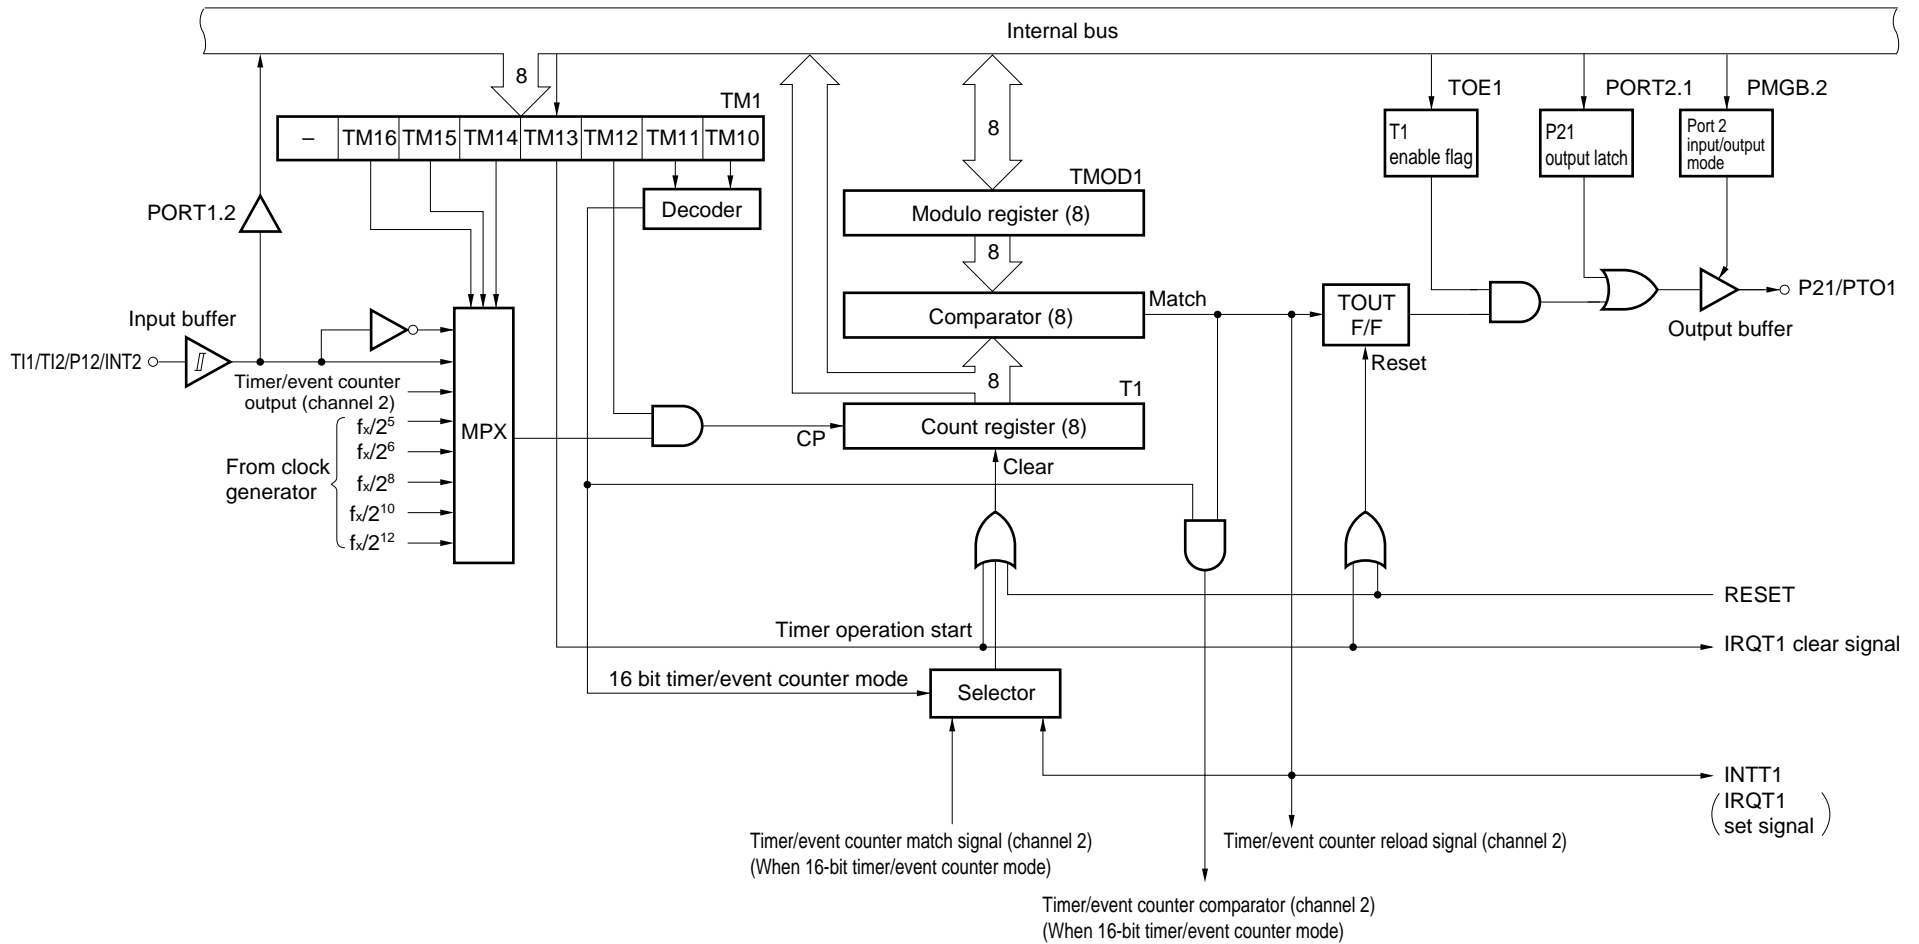 Internal bus
8
TM1
TOE1
PORT2.1
PMGB.2
– TM16 TM15 TM14 TM13 TM12 TM11 TM10
8
T1
enable flag
P21
output latch
Port 2
input/output
mode
TMOD1
PORT1.2
Decoder
Modulo register (8)
8
Match
Comparator (8)
TOUT
F/F
P21/PTO1
Output buffer
Input buffer
TI1/TI2/P12/INT2
Reset
Timer/event counter
output (channel 2)
8
T1
fx/2⁵
fx/2⁶
fx/2⁸
fx/2¹⁰
fx/2¹²
From clock
generator
MPX
CP
Count register (8)
Clear
RESET
Timer operation start
IRQT1 clear signal
16 bit timer/event counter mode
Selector
INTT1
(IRQT1
set signal)
Timer/event counter match signal (channel 2)
(When 16-bit timer/event counter mode)
Timer/event counter reload signal (channel 2)
Timer/event counter comparator (channel 2)
(When 16-bit timer/event counter mode)